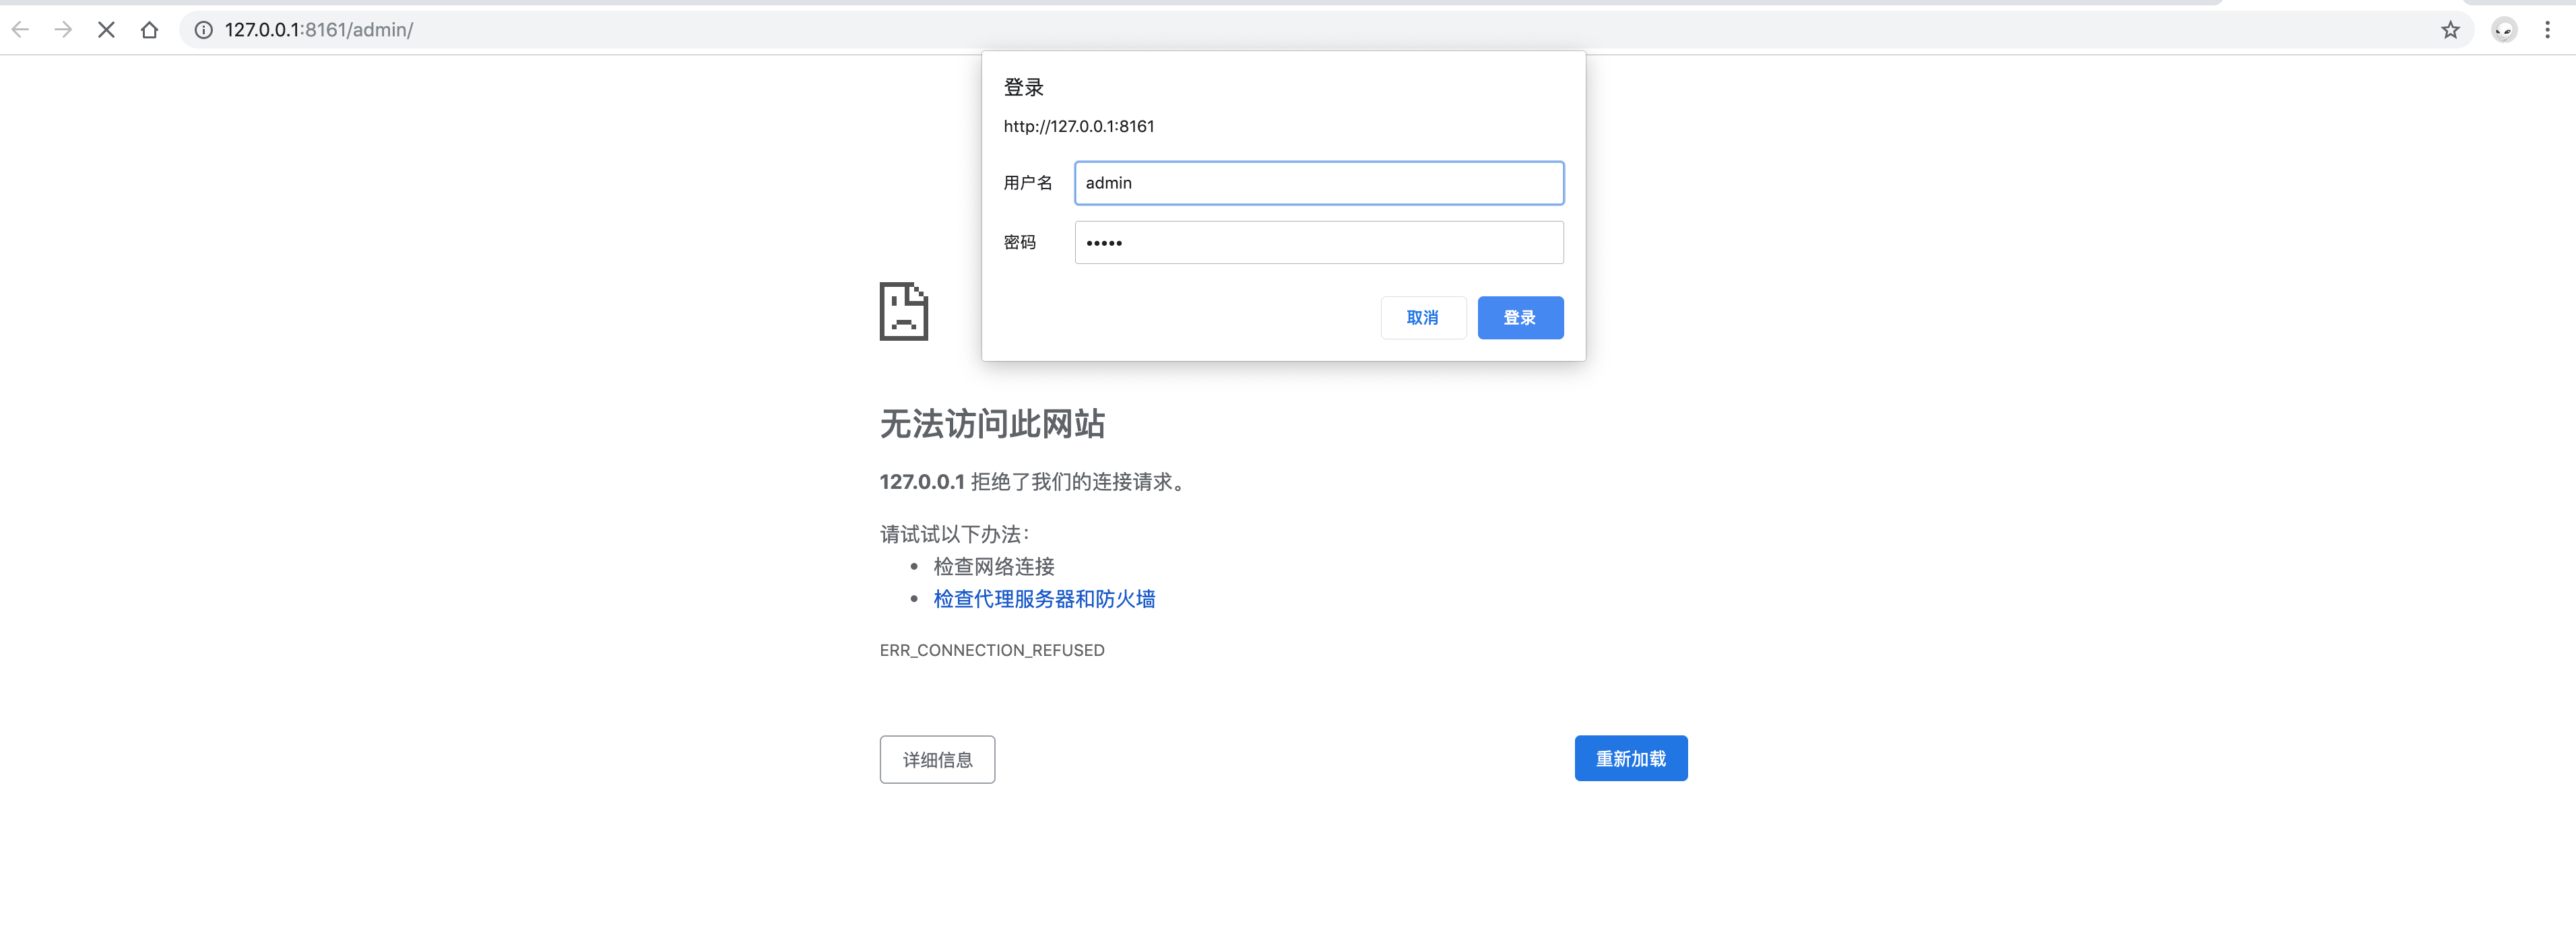 127.0.0.1:8161/admin/
登录
http://127.0.0.1:8161
用户名 admin
密码 •••••
取消 登录
无法访问此网站
127.0.0.1 拒绝了我们的连接请求。
请试试以下办法：
• 检查网络连接
• 检查代理服务器和防火墙
ERR_CONNECTION_REFUSED
详细信息 重新加载